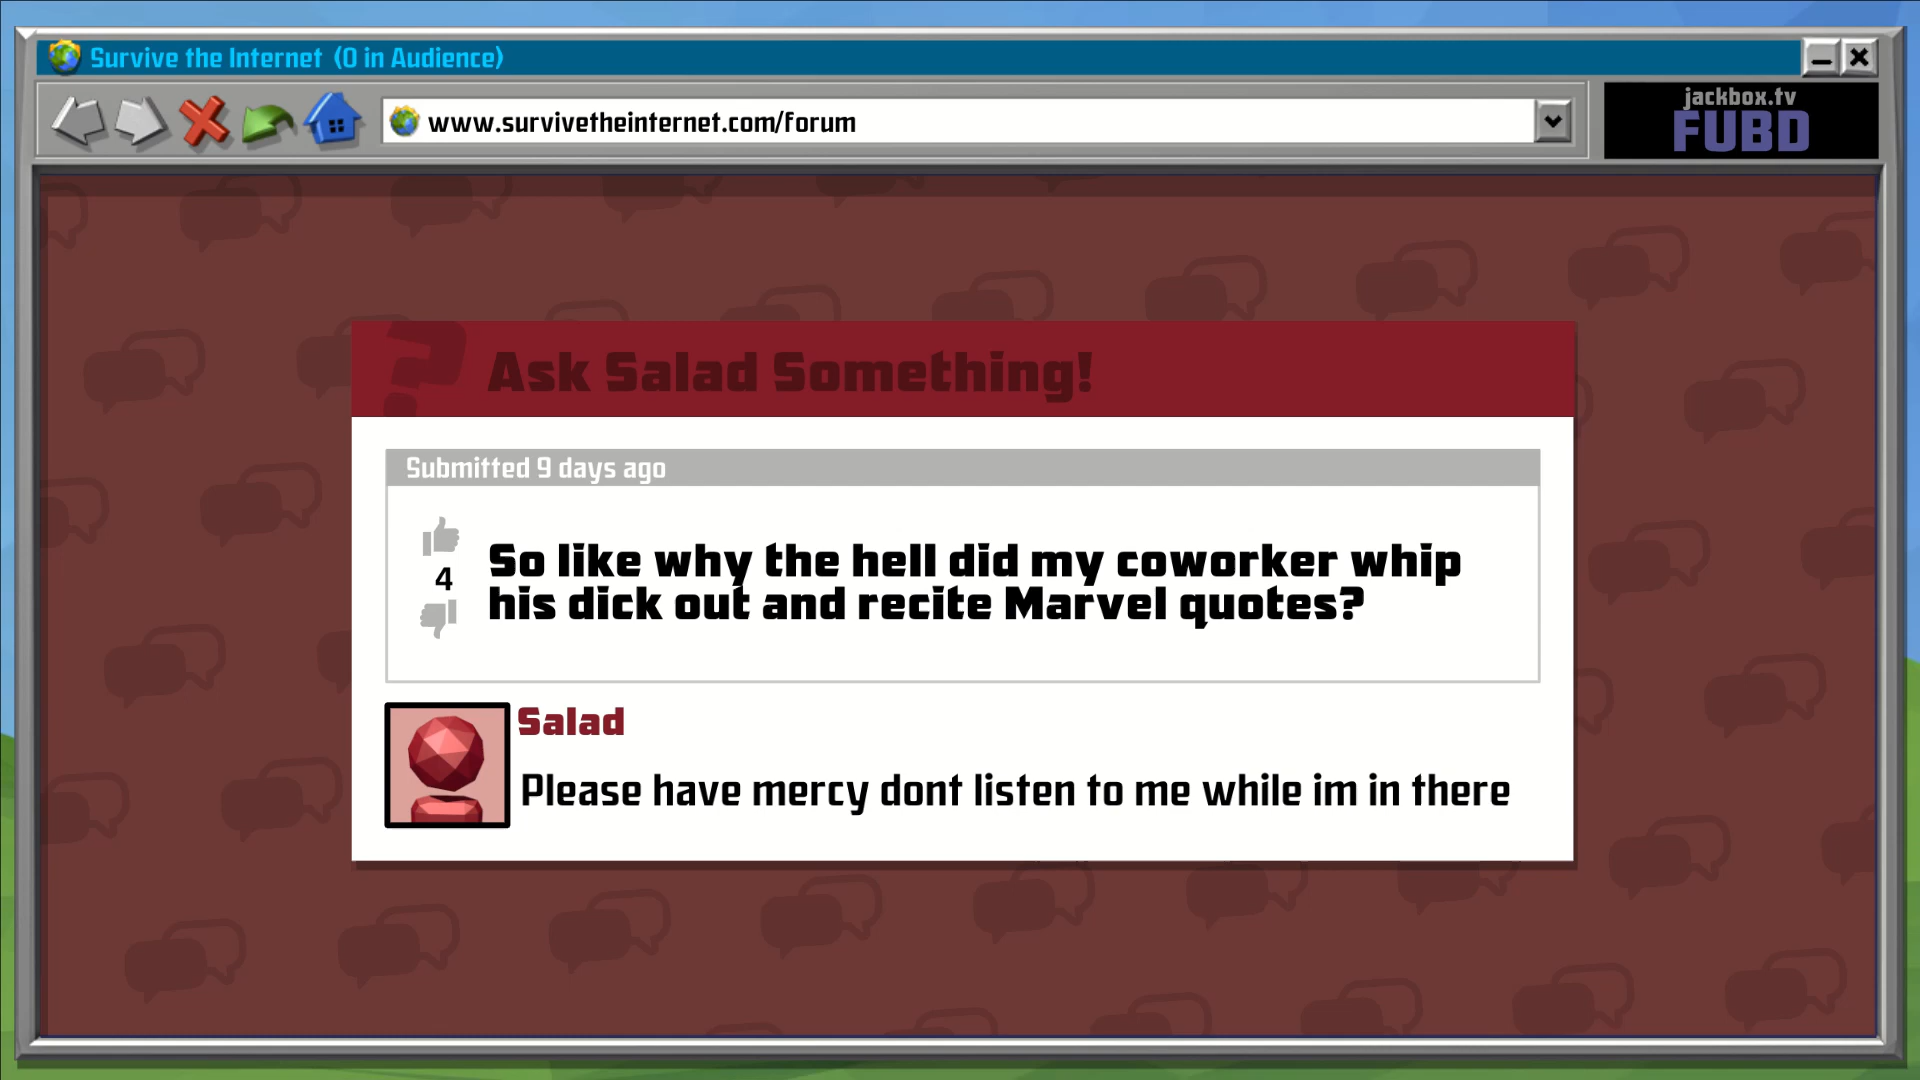 Survive the Internet (0 in Audience)
www.survivetheinternet.com/forum
jackbox.tv
FUBD
Ask Salad Something!
Submitted 9 days ago
4
So like why the hell did my coworker whip
his dick out and recite Marvel quotes?
Salad
Please have mercy dont listen to me while im in there